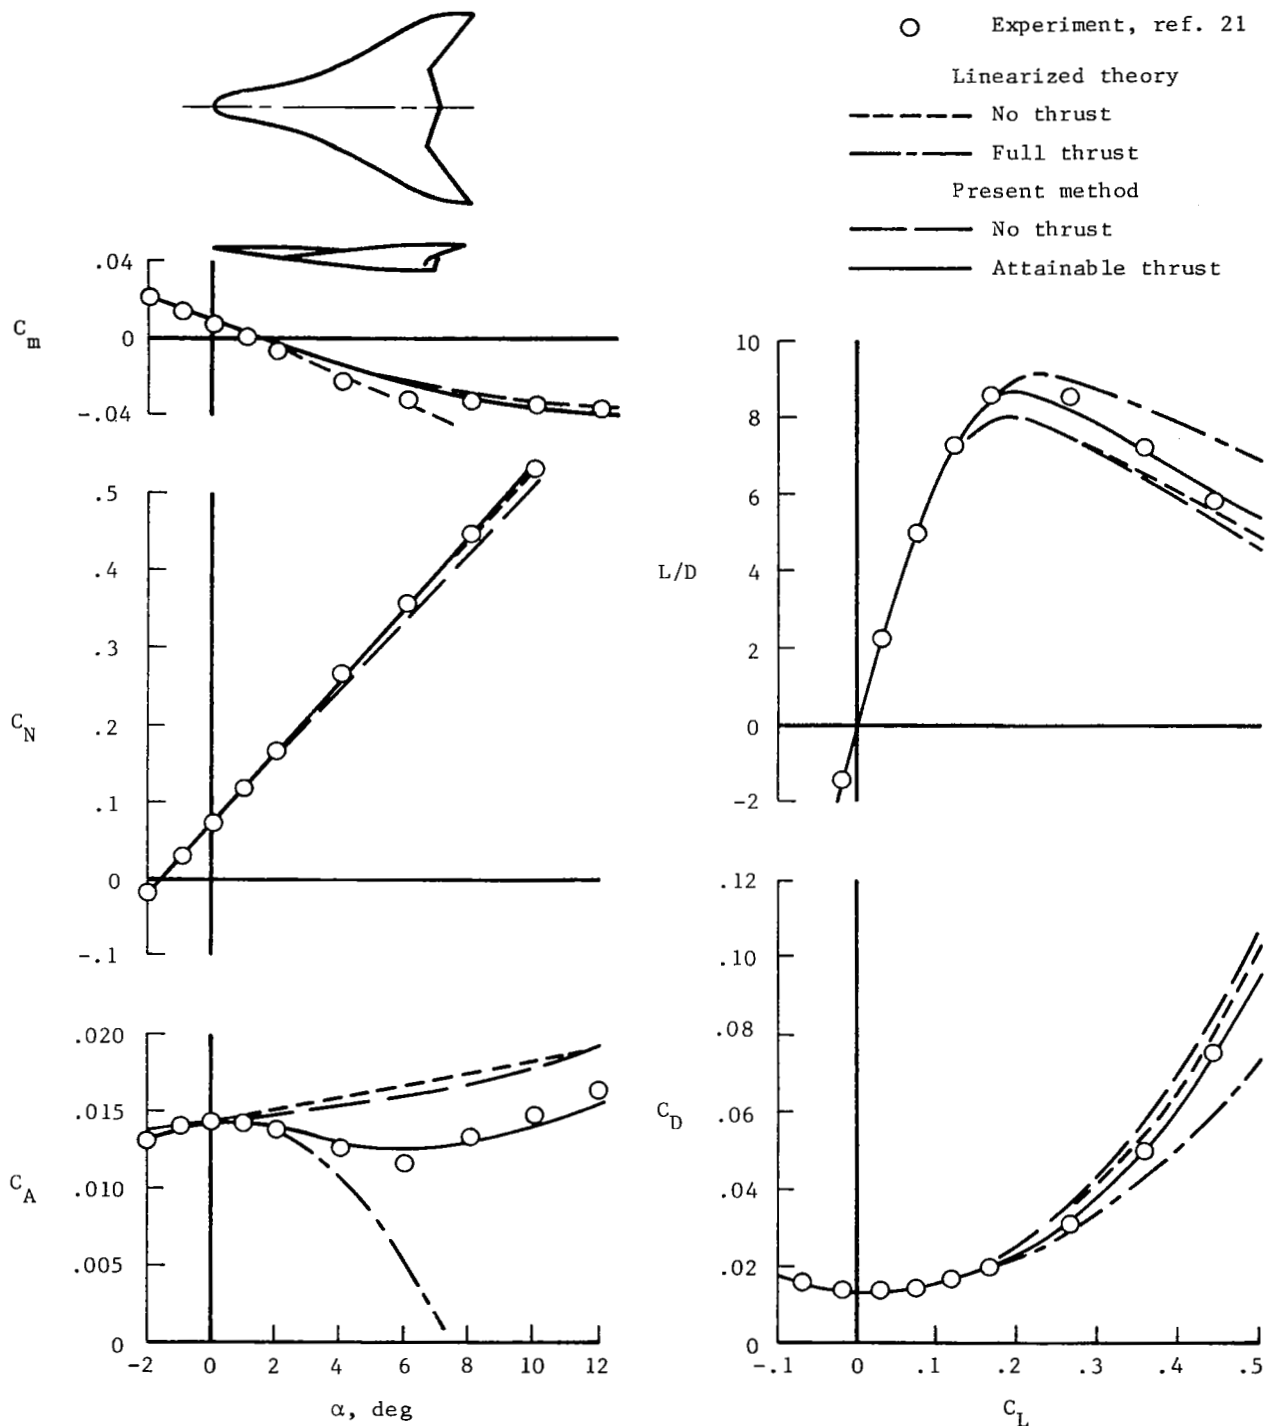 Experiment, ref. 21
Linearized theory
No thrust
Full thrust
Present method
No thrust
Attainable thrust
.04
0
-.04
C_m
.5
.4
.3
.2
.1
0
-.1
C_N
.020
.015
.010
.005
0
C_A
-2 0 2 4 6 8 10 12
α, deg
10
8
6
4
2
0
-2
L/D
.12
.10
.08
.06
.04
.02
0
C_D
-.1 0 .1 .2 .3 .4 .5
C_L